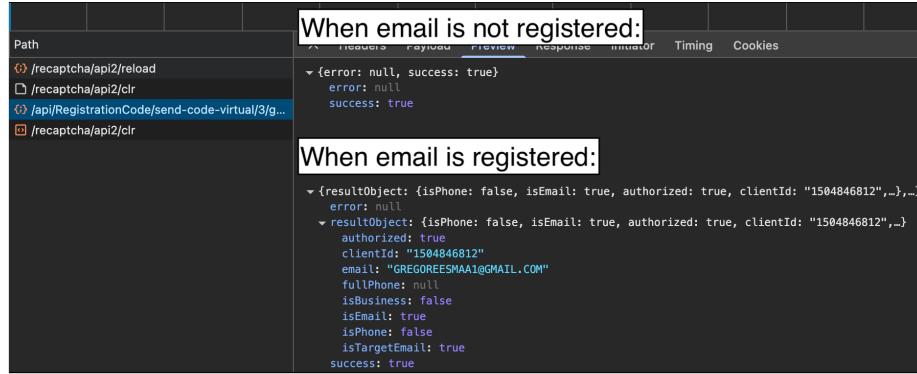 When email is not registered:
Path
Headers Payload Preview Response Initiator Timing Cookies
/recaptcha/api2/reload
/recaptcha/api2/clr
/api/RegistrationCode/send-code-virtual/3/g...
/recaptcha/api2/clr
{error: null, success: true}
error: null
success: true
When email is registered:
{resultObject: {isPhone: false, isEmail: true, authorized: true, clientId: "1504846812",…},…
error: null
resultObject: {isPhone: false, isEmail: true, authorized: true, clientId: "1504846812",…}
authorized: true
clientId: "1504846812"
email: "GREGOREESMAA1@GMAIL.COM"
fullPhone: null
isBusiness: false
isEmail: true
isPhone: false
isTargetEmail: true
success: true